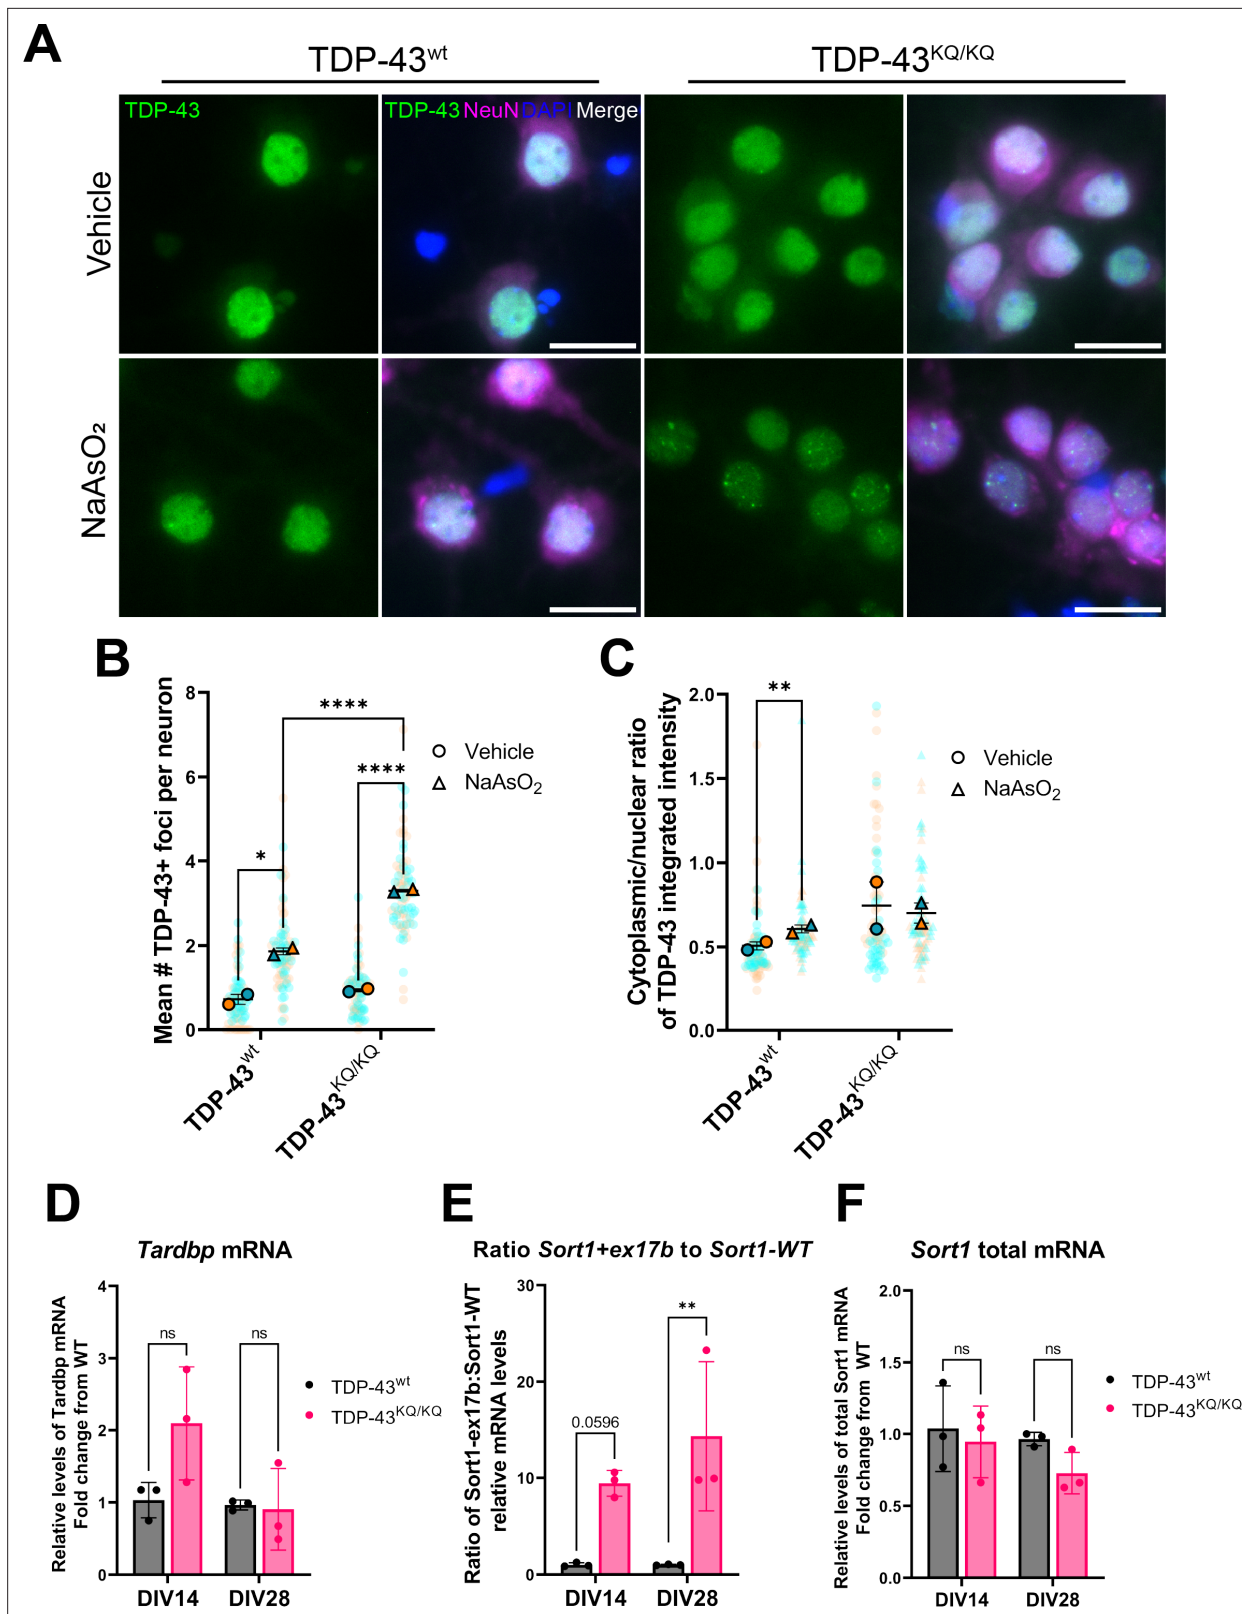 A
TDP-43wt
TDP-43KQ/KQ
TDP-43
TDP-43 NeuN DAPI Merge
Vehicle
NaAsO₂
B
Mean # TDP-43+ foci per neuron
8
6
4
2
0
****
****
*
Vehicle
NaAsO2
TDP-43wt
TDP-43KQ/KQ
C
Cytoplasmic/nuclear ratio
of TDP-43 integrated intensity
2.0
1.5
1.0
0.5
0.0
**
Vehicle
NaAsO2
TDP-43wt
TDP-43KQ/KQ
D
Tardbp mRNA
Relative levels of Tardbp mRNA
Fold change from WT
4
3
2
1
0
ns
ns
DIV14
DIV28
TDP-43wt
TDP-43KQ/KQ
E
Ratio Sort1+ex17b to Sort1-WT
Ratio of Sort1-ex17b:Sort1-WT
relative mRNA levels
30
20
10
0
0.0596
**
DIV14
DIV28
F
Sort1 total mRNA
Relative levels of total Sort1 mRNA
Fold change from WT
2.0
1.5
1.0
0.5
0.0
ns
ns
DIV14
DIV28
TDP-43wt
TDP-43KQ/KQ